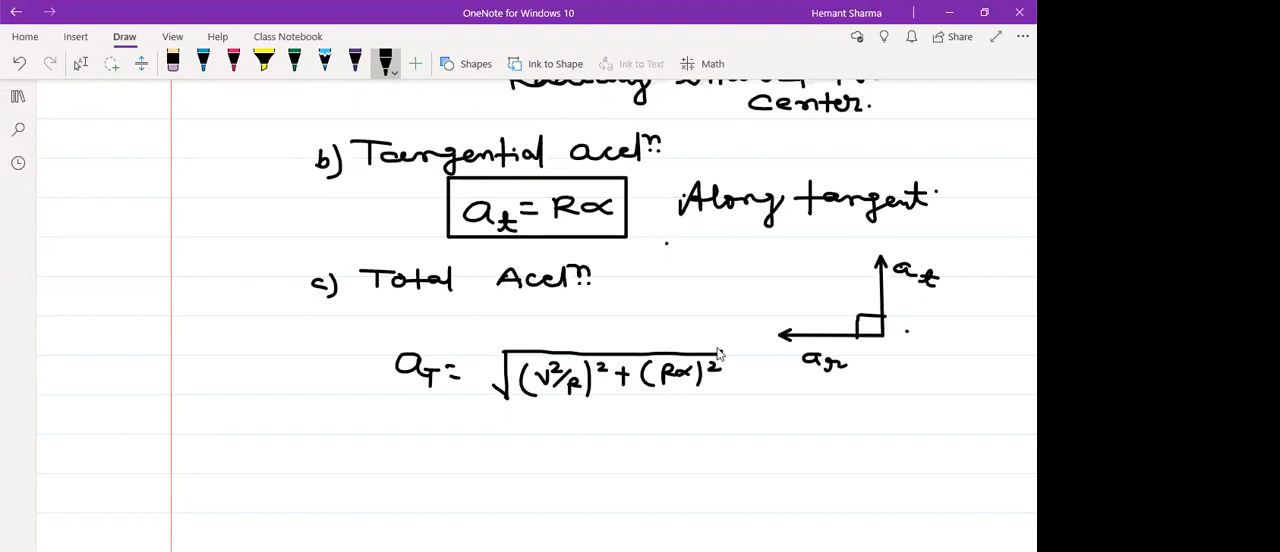 OneNote for Windows 10
Hemant Sharma
Home Insert Draw View Help Class Notebook
Share
Shapes Ink to Shape Ink to Text Math
center.
b) Tangential aceln
at = Rα Along tangent
c) Total Aceln
at
ar
aT = √(v²/R)² + (Rα)²